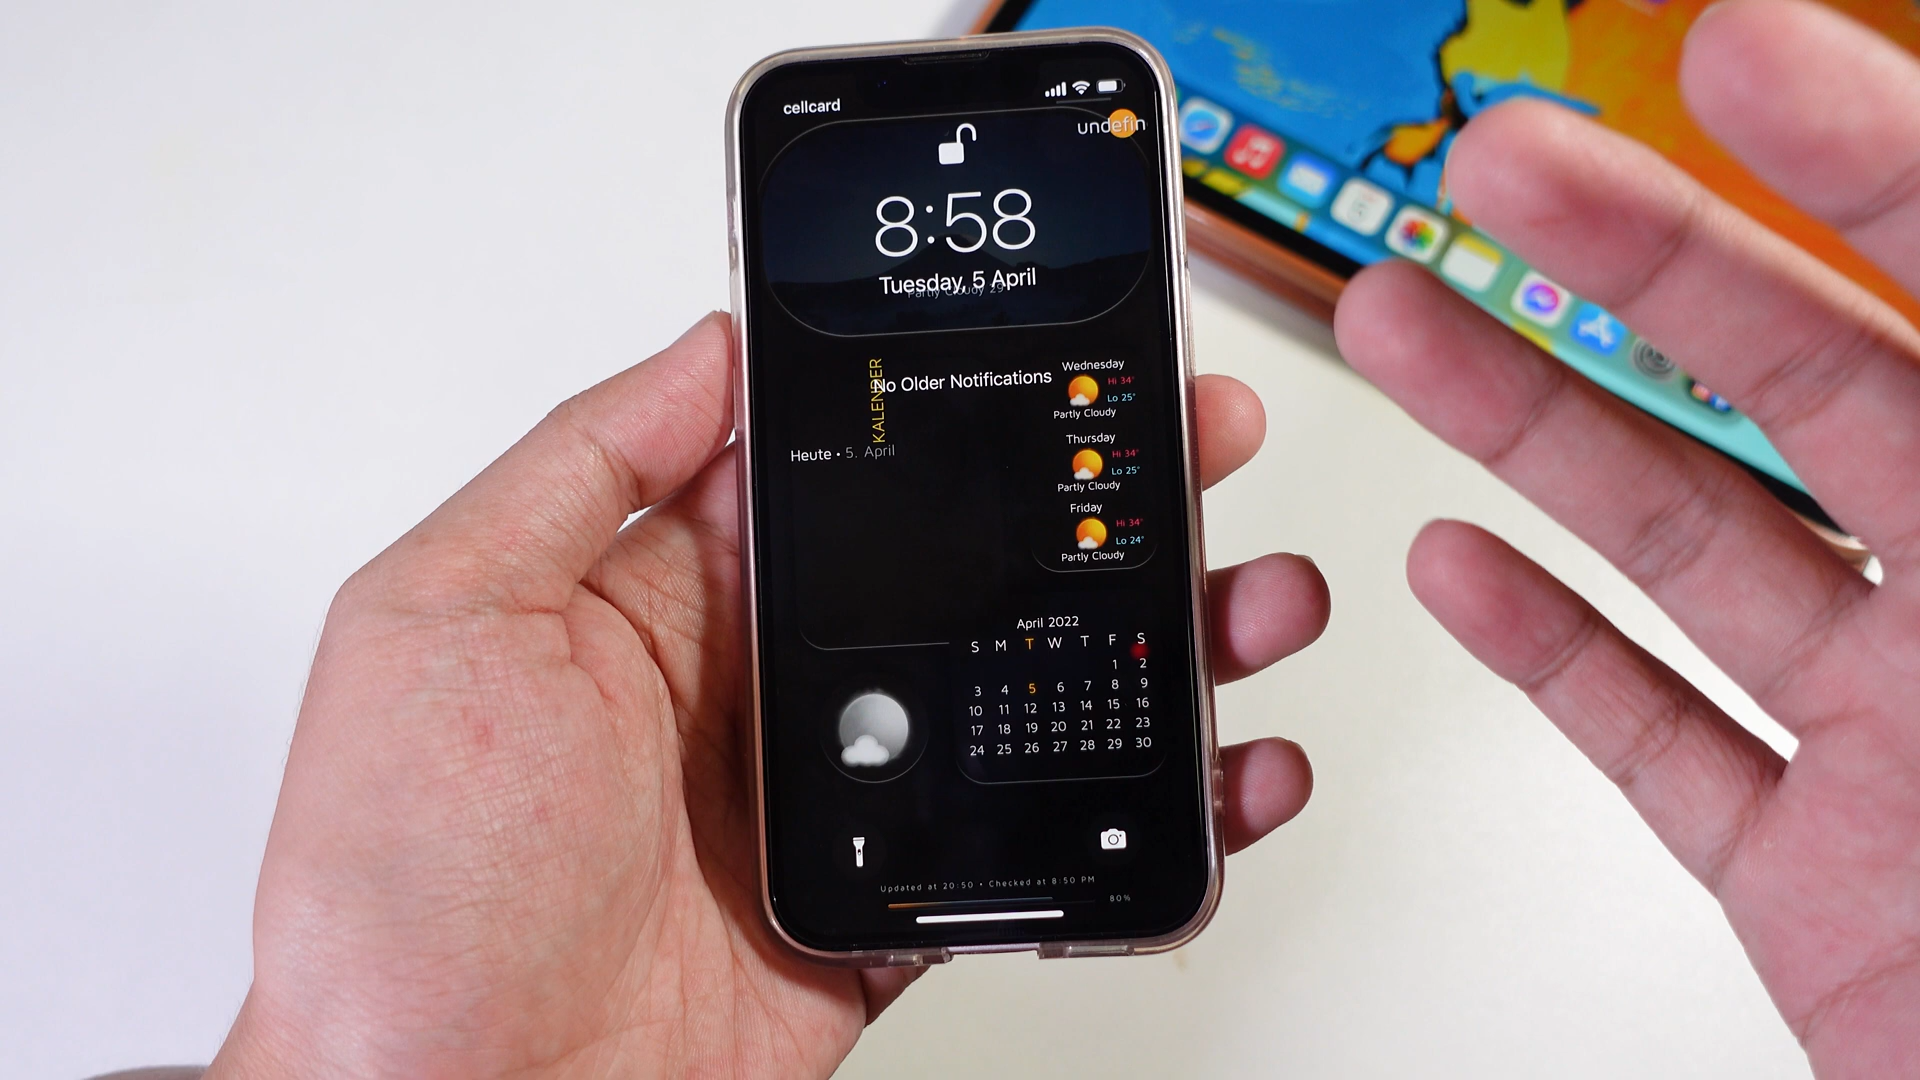 cellcard
undefin
8:58
Tuesday, 5 April
Partly Cloudy 29
KALENDER
No Older Notifications
Heute • 5. April
Wednesday
Hi 34°
Lo 25°
Partly Cloudy
Thursday
Hi 34°
Lo 25°
Partly Cloudy
Friday
Hi 34°
Lo 24°
Partly Cloudy
April 2022
S M T W T F S
1 2
3 4 5 6 7 8 9
10 11 12 13 14 15 16
17 18 19 20 21 22 23
24 25 26 27 28 29 30
Updated at 20:50 • Checked at 8:50 PM
80%